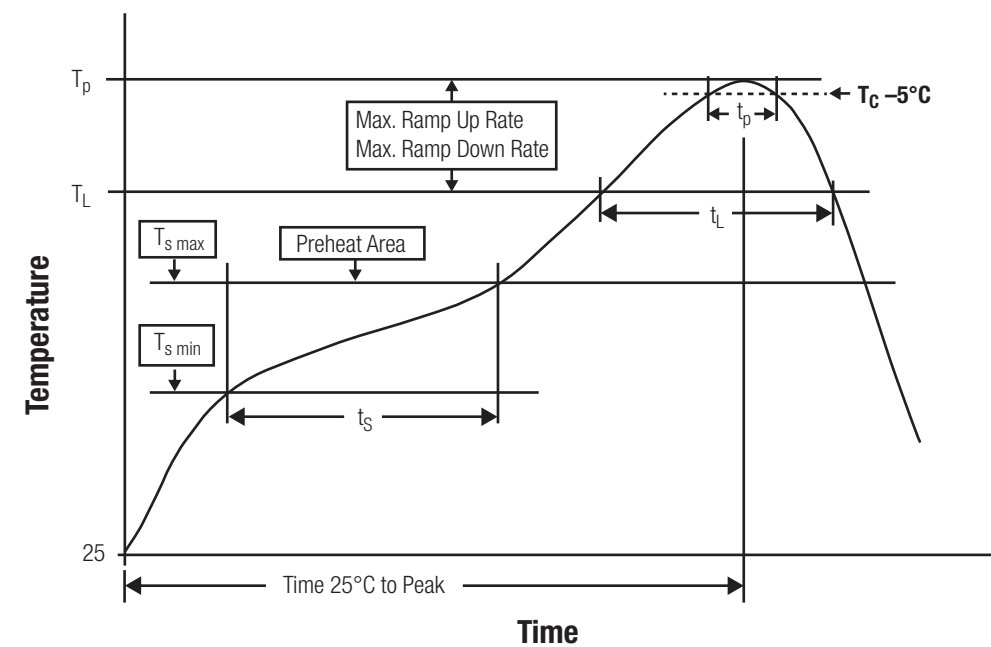 Tp
Max. Ramp Up Rate
Max. Ramp Down Rate
TC –5°C
tp
TL
tL
Ts max
Preheat Area
Ts min
tS
Temperature
25
Time 25°C to Peak
Time